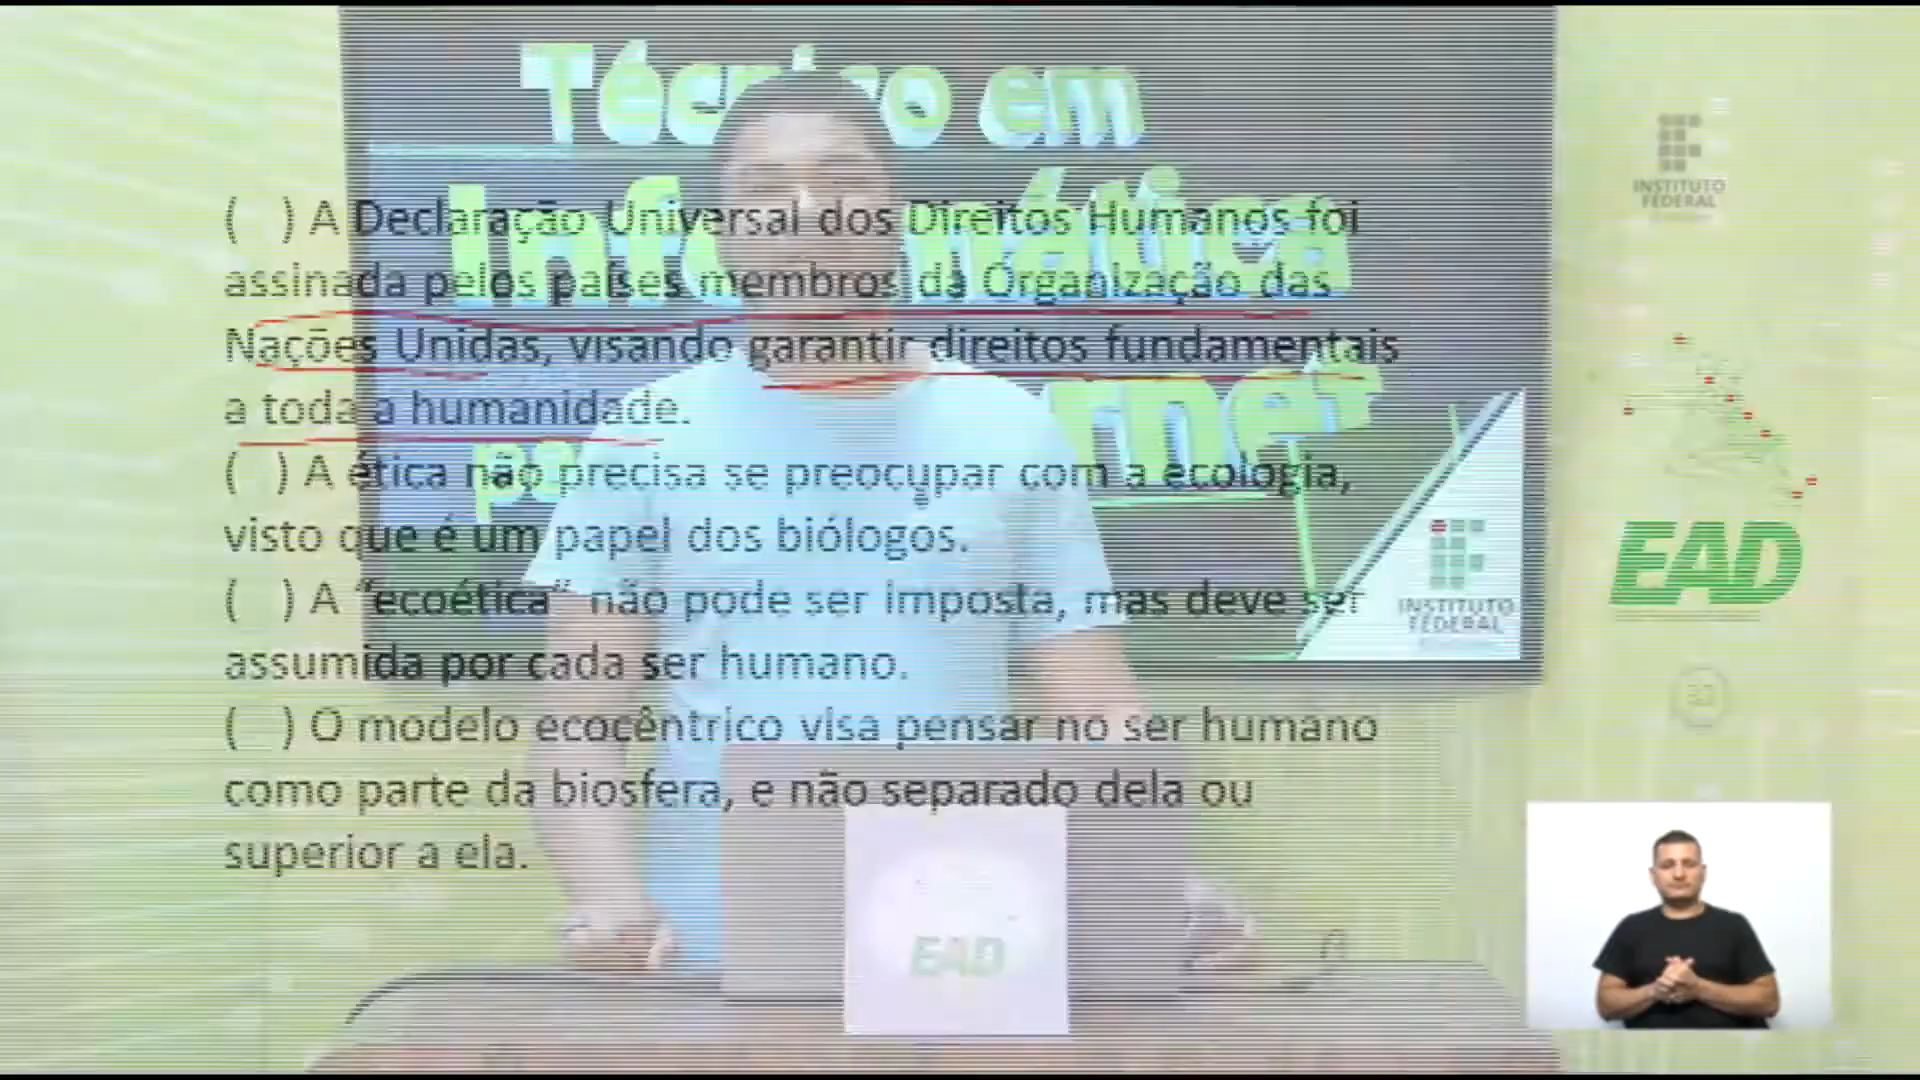 Técnico em
Informática
( ) A Declaração Universal dos Direitos Humanos foi
assinada pelos países membros da Organização das
Nações Unidas, visando garantir direitos fundamentais
a toda a humanidade.
( ) A ética não precisa se preocupar com a ecologia,
visto que é um papel dos biólogos.
( ) A “ecoética” não pode ser imposta, mas deve ser
assumida por cada ser humano.
( ) O modelo ecocêntrico visa pensar no ser humano
como parte da biosfera, e não separado dela ou
superior a ela.
INSTITUTO
FEDERAL
EAD
33
INSTITUTO
FEDERAL
EAD